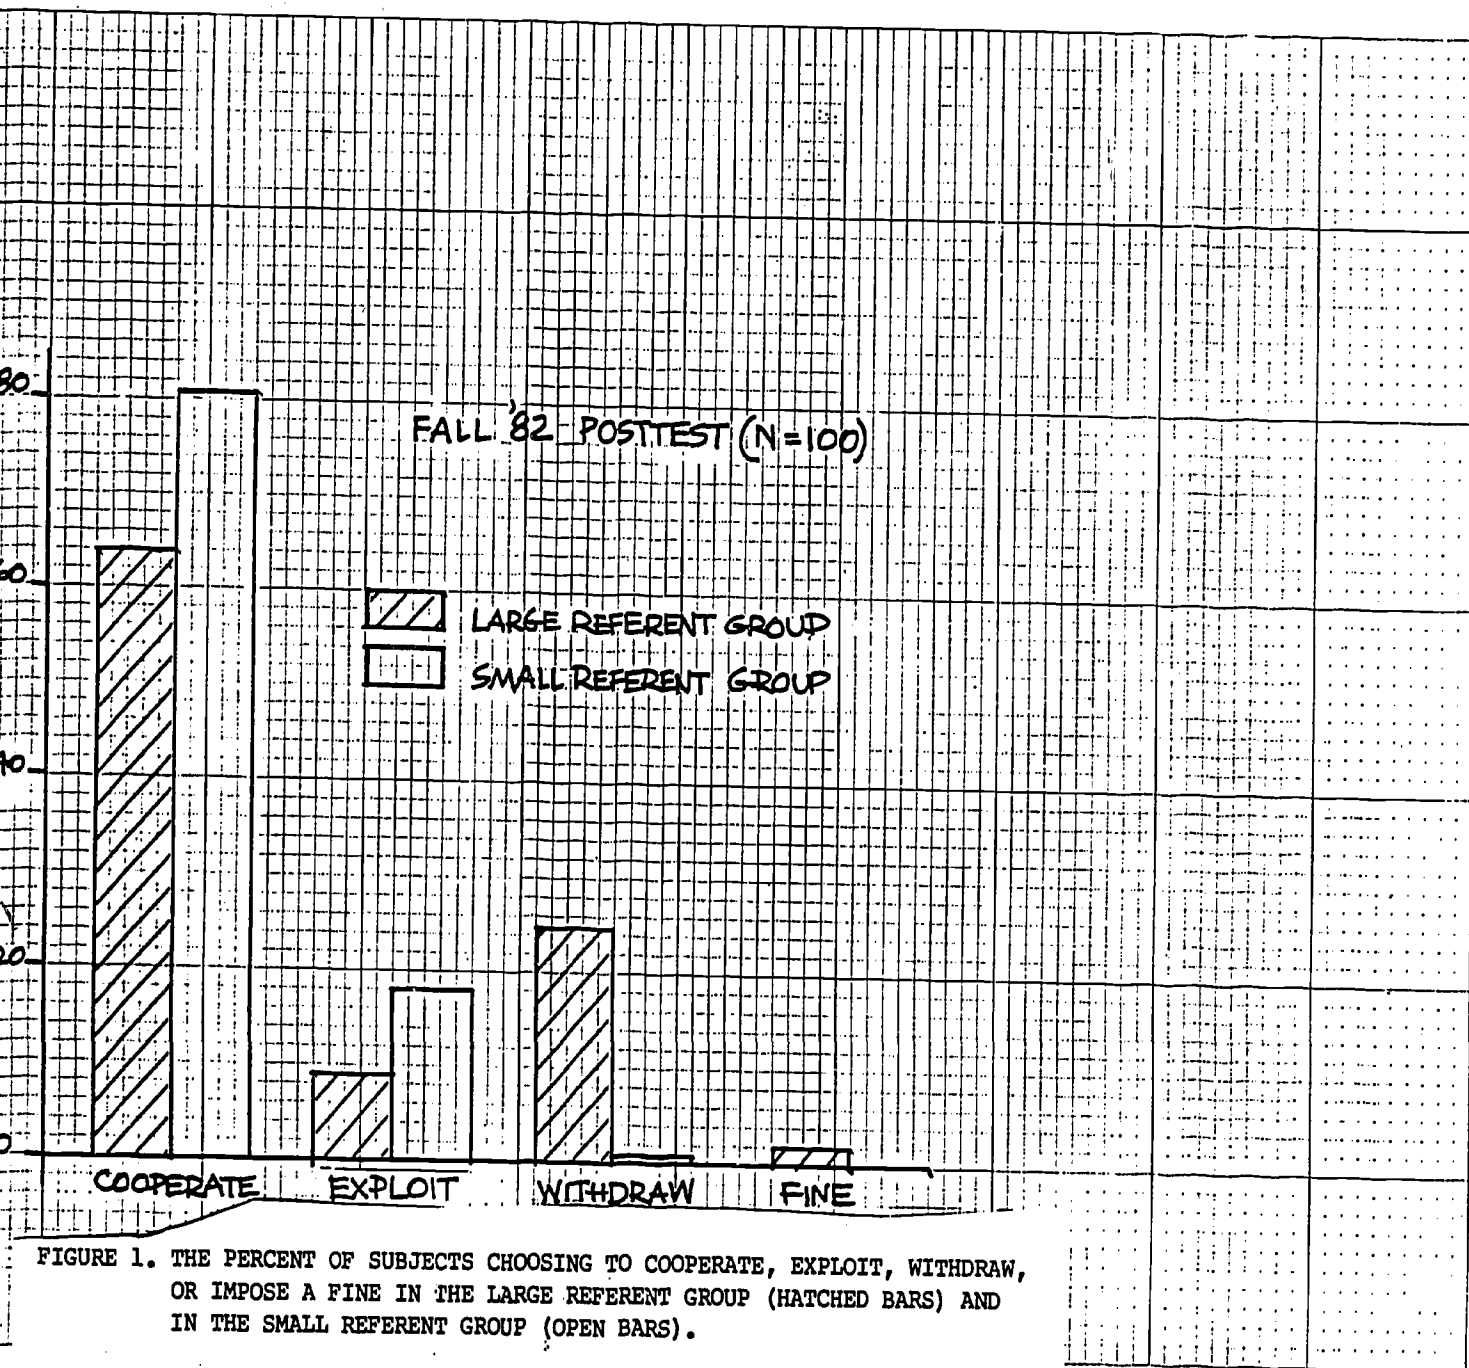 80
FALL '82 POSTTEST (N=100)
60
LARGE REFERENT GROUP
SMALL REFERENT GROUP
40
20
0
COOPERATE EXPLOIT WITHDRAW FINE
FIGURE 1. THE PERCENT OF SUBJECTS CHOOSING TO COOPERATE, EXPLOIT, WITHDRAW,
OR IMPOSE A FINE IN THE LARGE REFERENT GROUP (HATCHED BARS) AND
IN THE SMALL REFERENT GROUP (OPEN BARS).